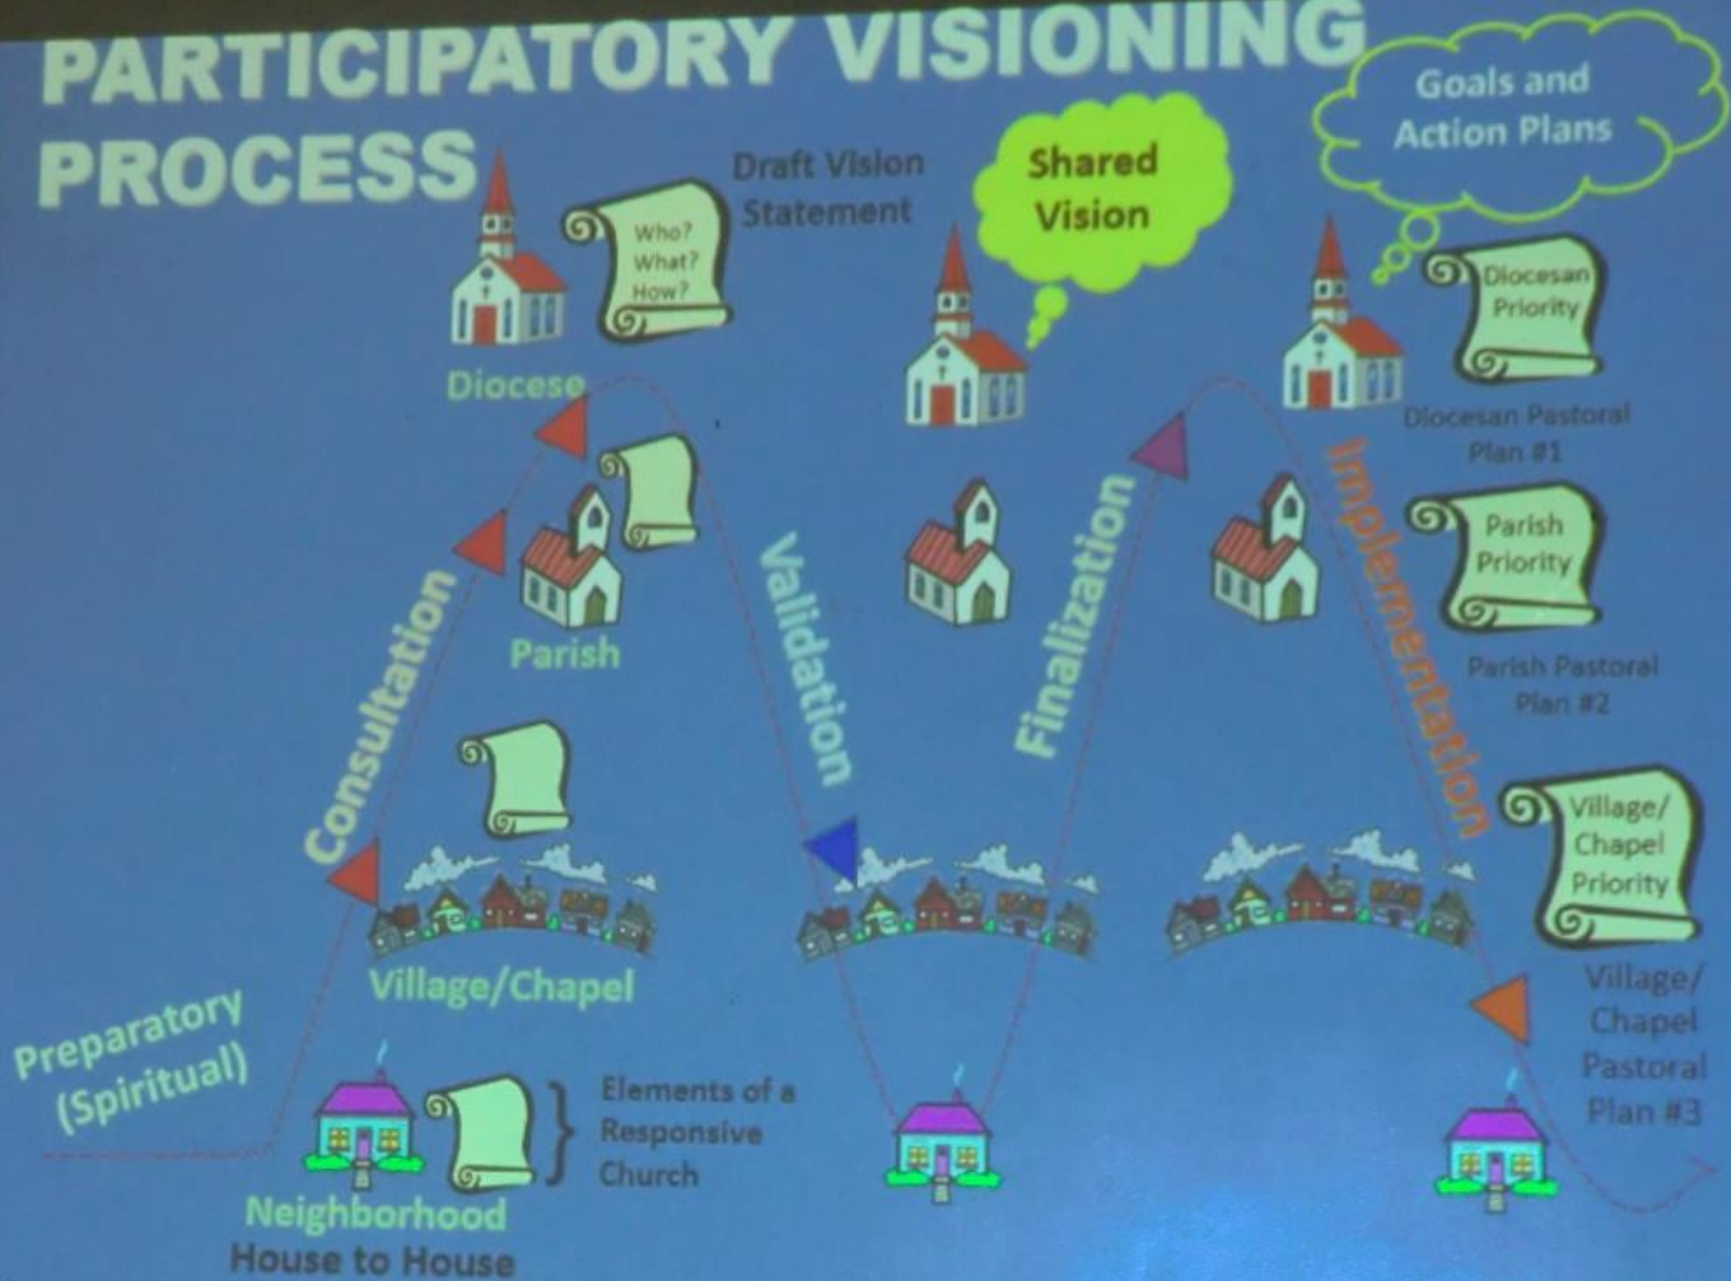 PARTICIPATORY VISIONING
PROCESS
Goals and
Action Plans
Shared
Vision
Draft Vision
Statement
Who?
What?
How?
Diocesan
Priority
Diocese
Diocesan Pastoral
Plan #1
Parish
Priority
Parish
Parish Pastoral
Plan #2
Consultation
Validation
Finalization
Implementation
Village/
Chapel
Priority
Village/Chapel
Village/
Chapel
Pastoral
Plan #3
Preparatory
(Spiritual)
Elements of a
Responsive
Church
Neighborhood
House to House